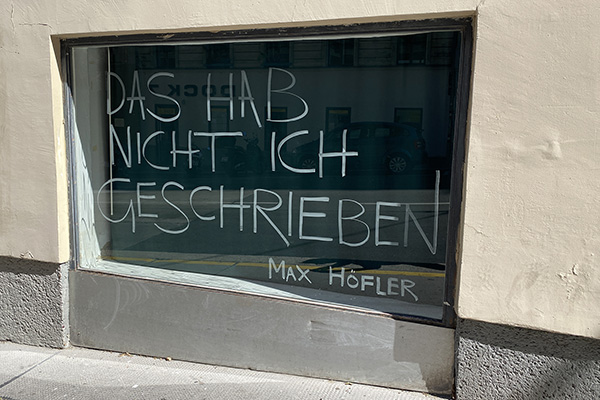 DAS HAB
NICHT ICH
GESCHRIEBEN
MAX HÖFLER